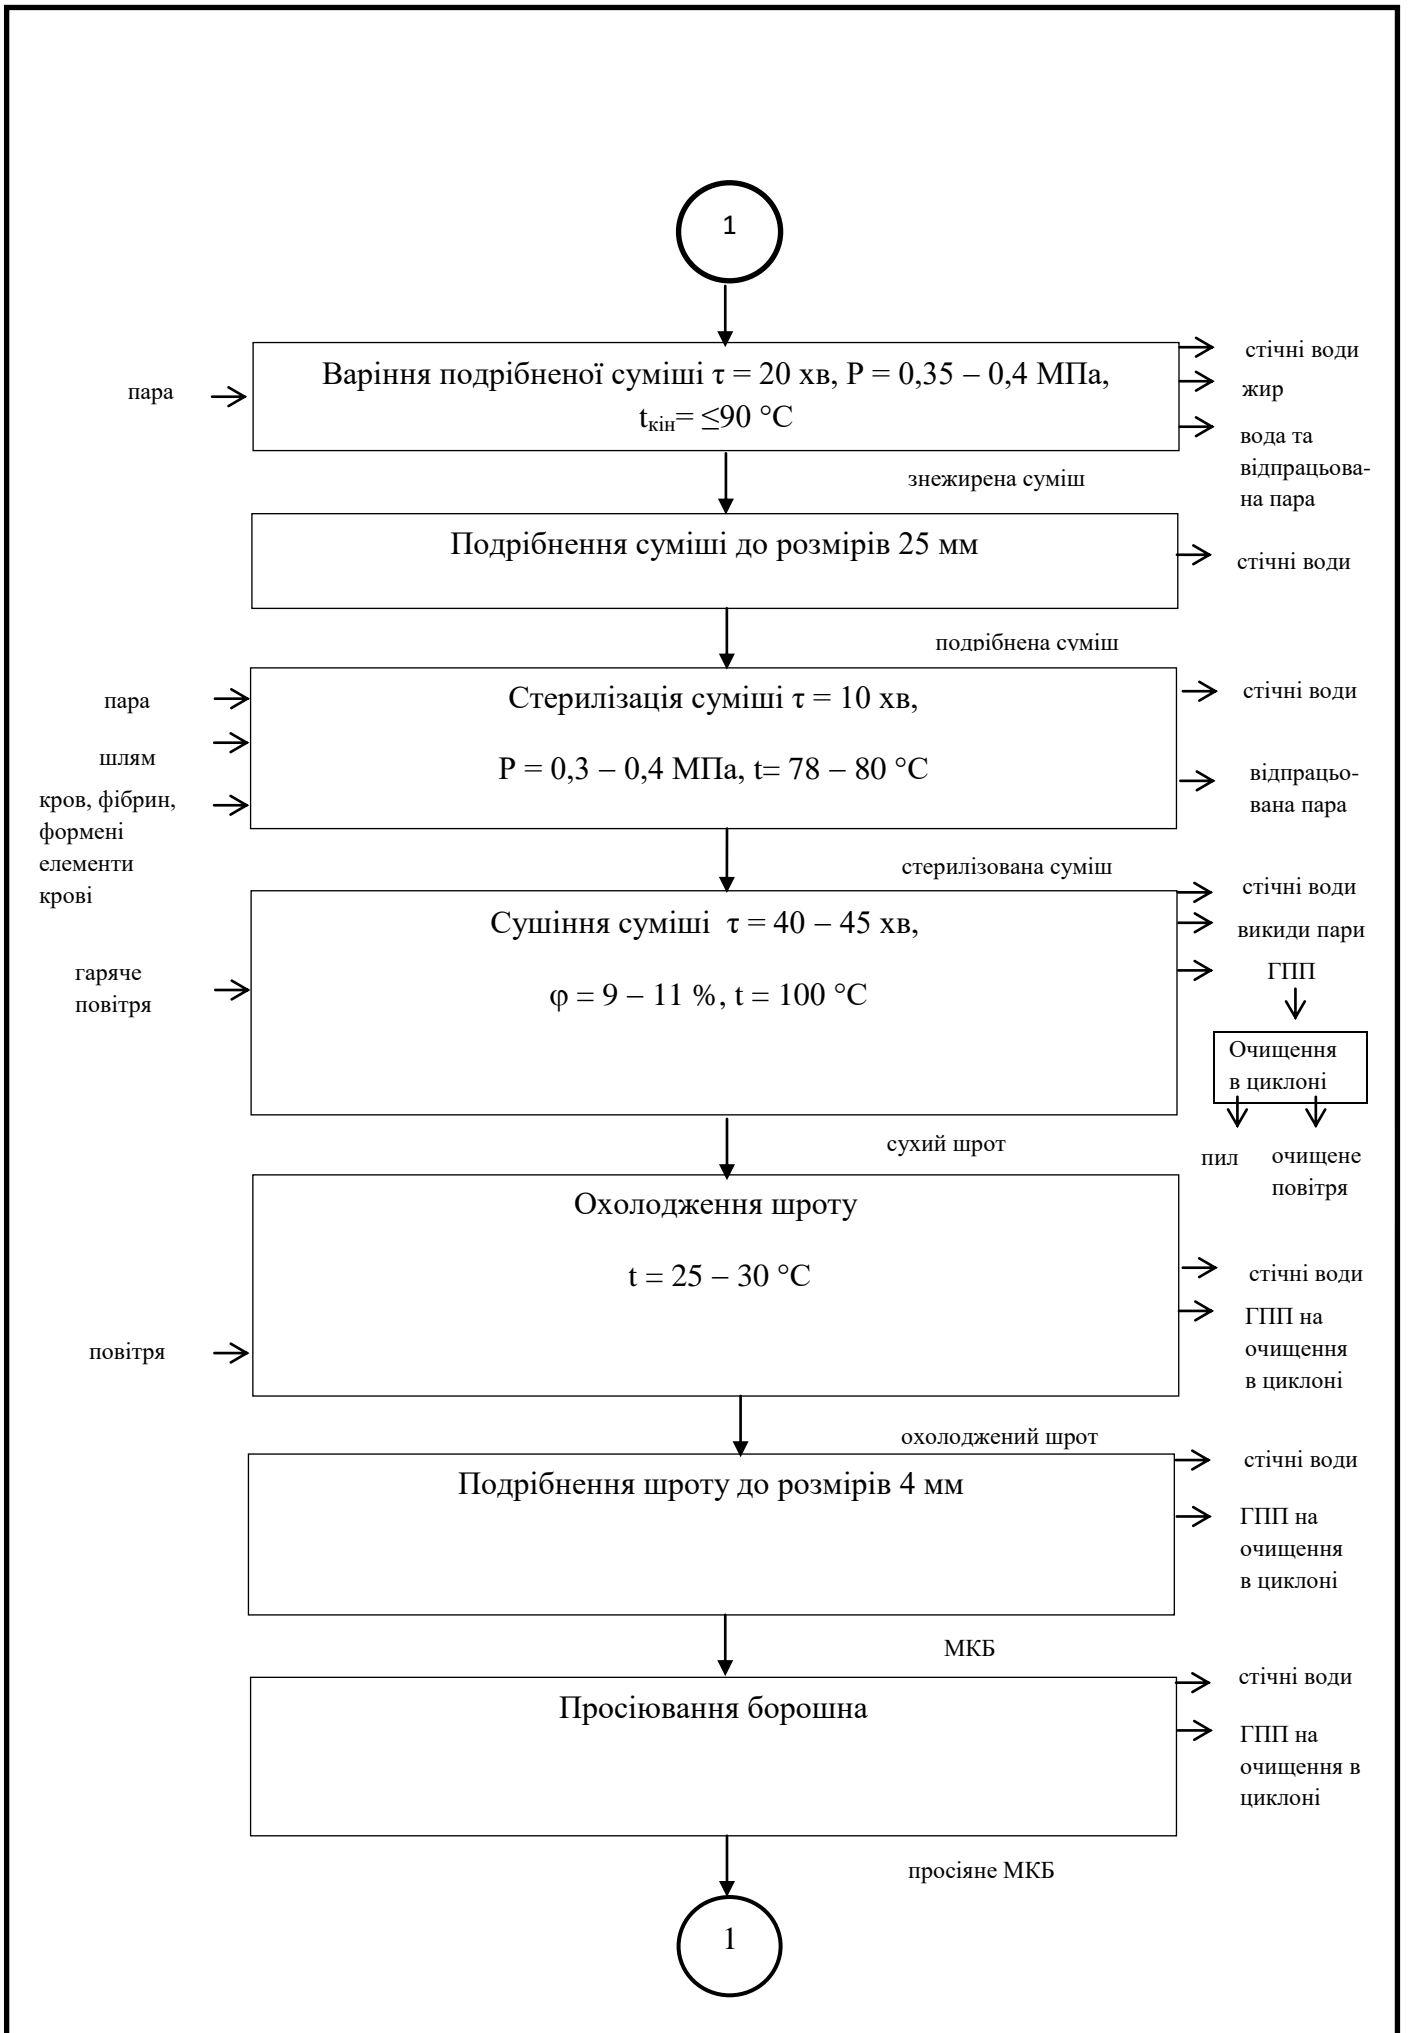 1
Варіння подрібненої суміші τ = 20 хв, Р = 0,35 – 0,4 МПа,
tкін= ≤90 °С
пара
стічні води
жир
вода та
відпрацьова-
на пара
знежирена суміш
Подрібнення суміші до розмірів 25 мм
стічні води
подрібнена суміш
Стерилізація суміші τ = 10 хв,
Р = 0,3 – 0,4 МПа, t= 78 – 80 °С
пара
шлям
кров, фібрин,
формені
елементи
крові
стічні води
відпрацьо-
вана пара
стерилізована суміш
Сушіння суміші τ = 40 – 45 хв,
φ = 9 – 11 %, t = 100 °С
гаряче
повітря
стічні води
викиди пари
ГПП
Очищення
в циклоні
пил
очищене
повітря
сухий шрот
Охолодження шроту
t = 25 – 30 °С
повітря
стічні води
ГПП на
очищення
в циклоні
охолоджений шрот
Подрібнення шроту до розмірів 4 мм
стічні води
ГПП на
очищення
в циклоні
МКБ
Просіювання борошна
стічні води
ГПП на
очищення в
циклоні
просіяне МКБ
1